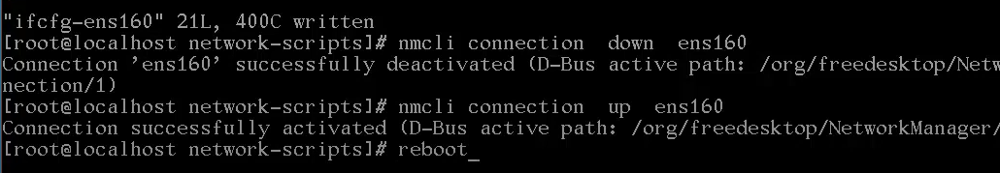 "ifcfg-ens160" 21L, 400C written
[root@localhost network-scripts]# nmcli connection  down  ens160
Connection 'ens160' successfully deactivated (D-Bus active path: /org/freedesktop/Netw
nection/1)
[root@localhost network-scripts]# nmcli connection  up  ens160
Connection successfully activated (D-Bus active path: /org/freedesktop/NetworkManager/
[root@localhost network-scripts]# reboot_